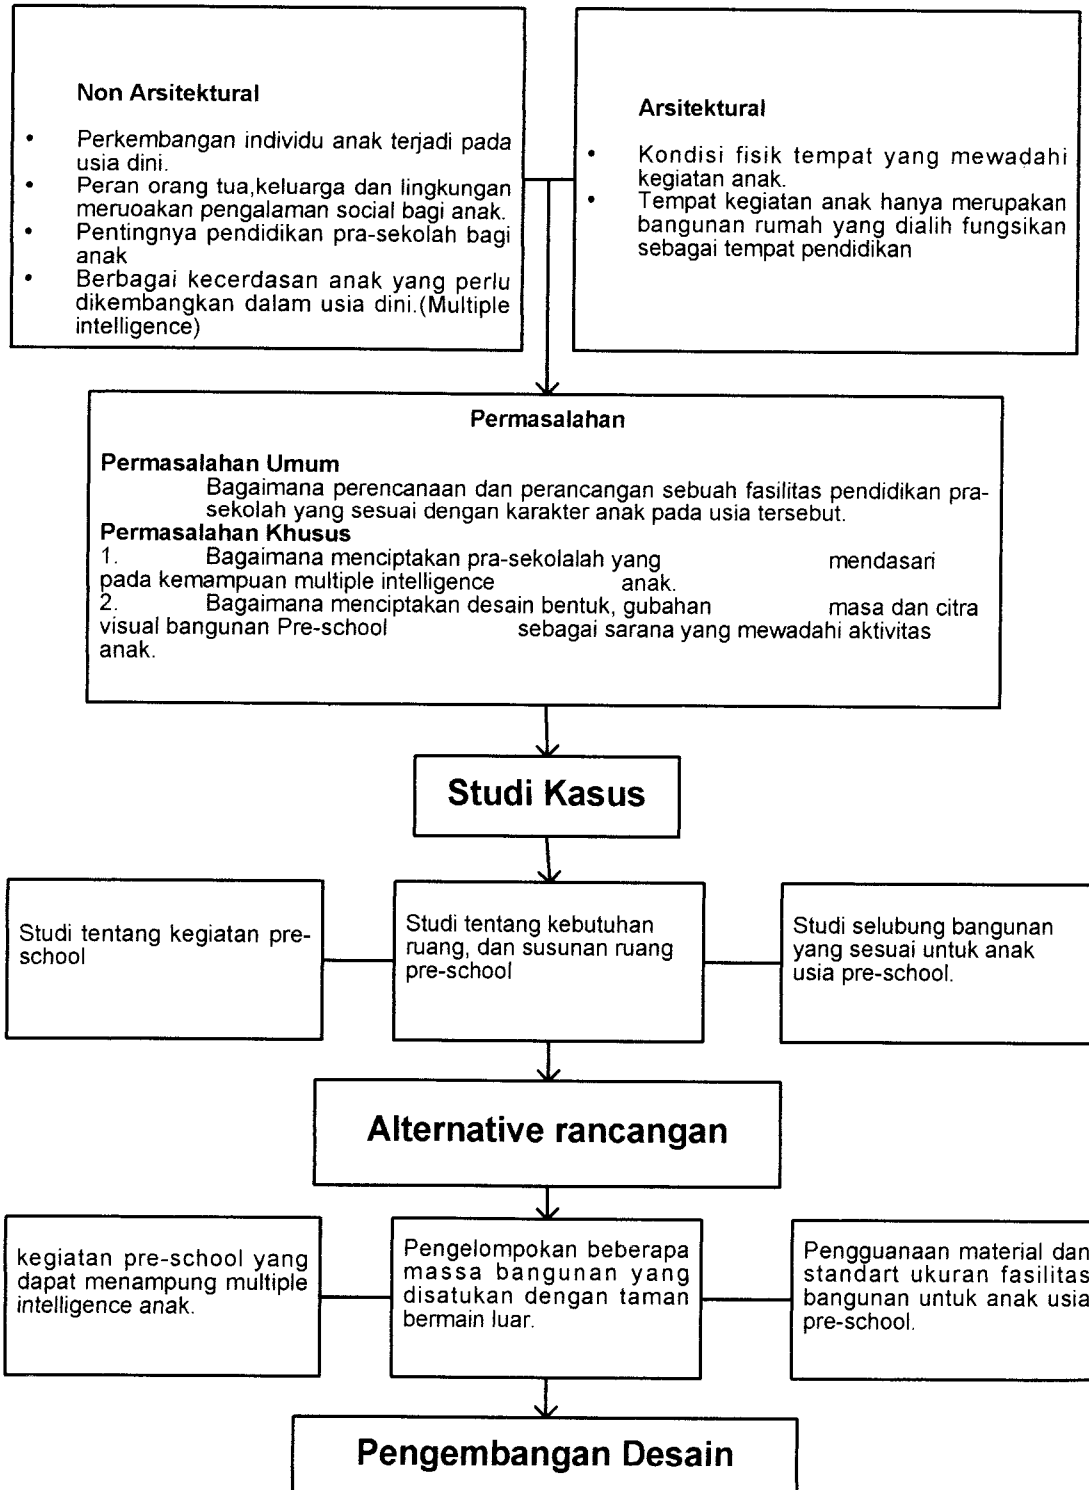 Non Arsitektural
• Perkembangan individu anak terjadi pada
usia dini.
• Peran orang tua,keluarga dan lingkungan
meruoakan pengalaman social bagi anak.
• Pentingnya pendidikan pra-sekolah bagi
anak
• Berbagai kecerdasan anak yang perlu
dikembangkan dalam usia dini.(Multiple
intelligence)
Arsitektural
• Kondisi fisik tempat yang mewadahi
kegiatan anak.
• Tempat kegiatan anak hanya merupakan
bangunan rumah yang dialih fungsikan
sebagai tempat pendidikan
Permasalahan
Permasalahan Umum
Bagaimana perencanaan dan perancangan sebuah fasilitas pendidikan pra-
sekolah yang sesuai dengan karakter anak pada usia tersebut.
Permasalahan Khusus
1. Bagaimana menciptakan pra-sekolalah yang mendasari
pada kemampuan multiple intelligence anak.
2. Bagaimana menciptakan desain bentuk, gubahan masa dan citra
visual bangunan Pre-school sebagai sarana yang mewadahi aktivitas
anak.
Studi Kasus
Studi tentang kegiatan pre-
school
Studi tentang kebutuhan
ruang, dan susunan ruang
pre-school
Studi selubung bangunan
yang sesuai untuk anak
usia pre-school.
Alternative rancangan
kegiatan pre-school yang
dapat menampung multiple
intelligence anak.
Pengelompokan beberapa
massa bangunan yang
disatukan dengan taman
bermain luar.
Pengguanaan material dan
standart ukuran fasilitas
bangunan untuk anak usia
pre-school.
Pengembangan Desain